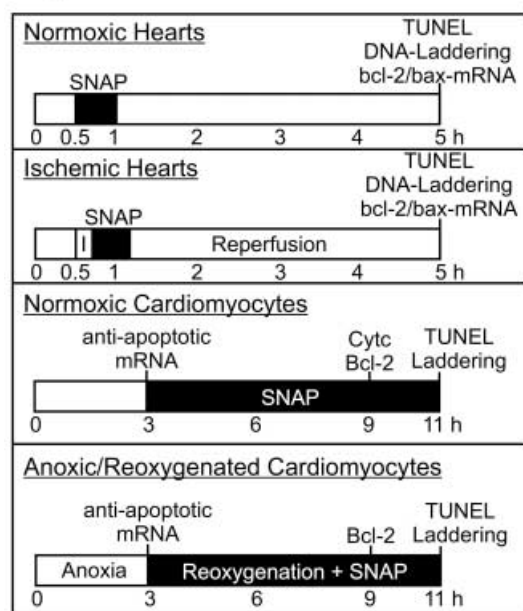 Normoxic Hearts
TUNEL
DNA-Laddering
bcl-2/bax-mRNA
SNAP
0 0.5 1 2 3 4 5 h
Ischemic Hearts
TUNEL
DNA-Laddering
bcl-2/bax-mRNA
SNAP
I Reperfusion
0 0.5 1 2 3 4 5 h
Normoxic Cardiomyocytes
anti-apoptotic
mRNA
Cytc
Bcl-2
TUNEL
Laddering
SNAP
0 3 6 9 11 h
Anoxic/Reoxygenated Cardiomyocytes
anti-apoptotic
mRNA
Bcl-2
TUNEL
Laddering
Anoxia Reoxygenation + SNAP
0 3 6 9 11 h